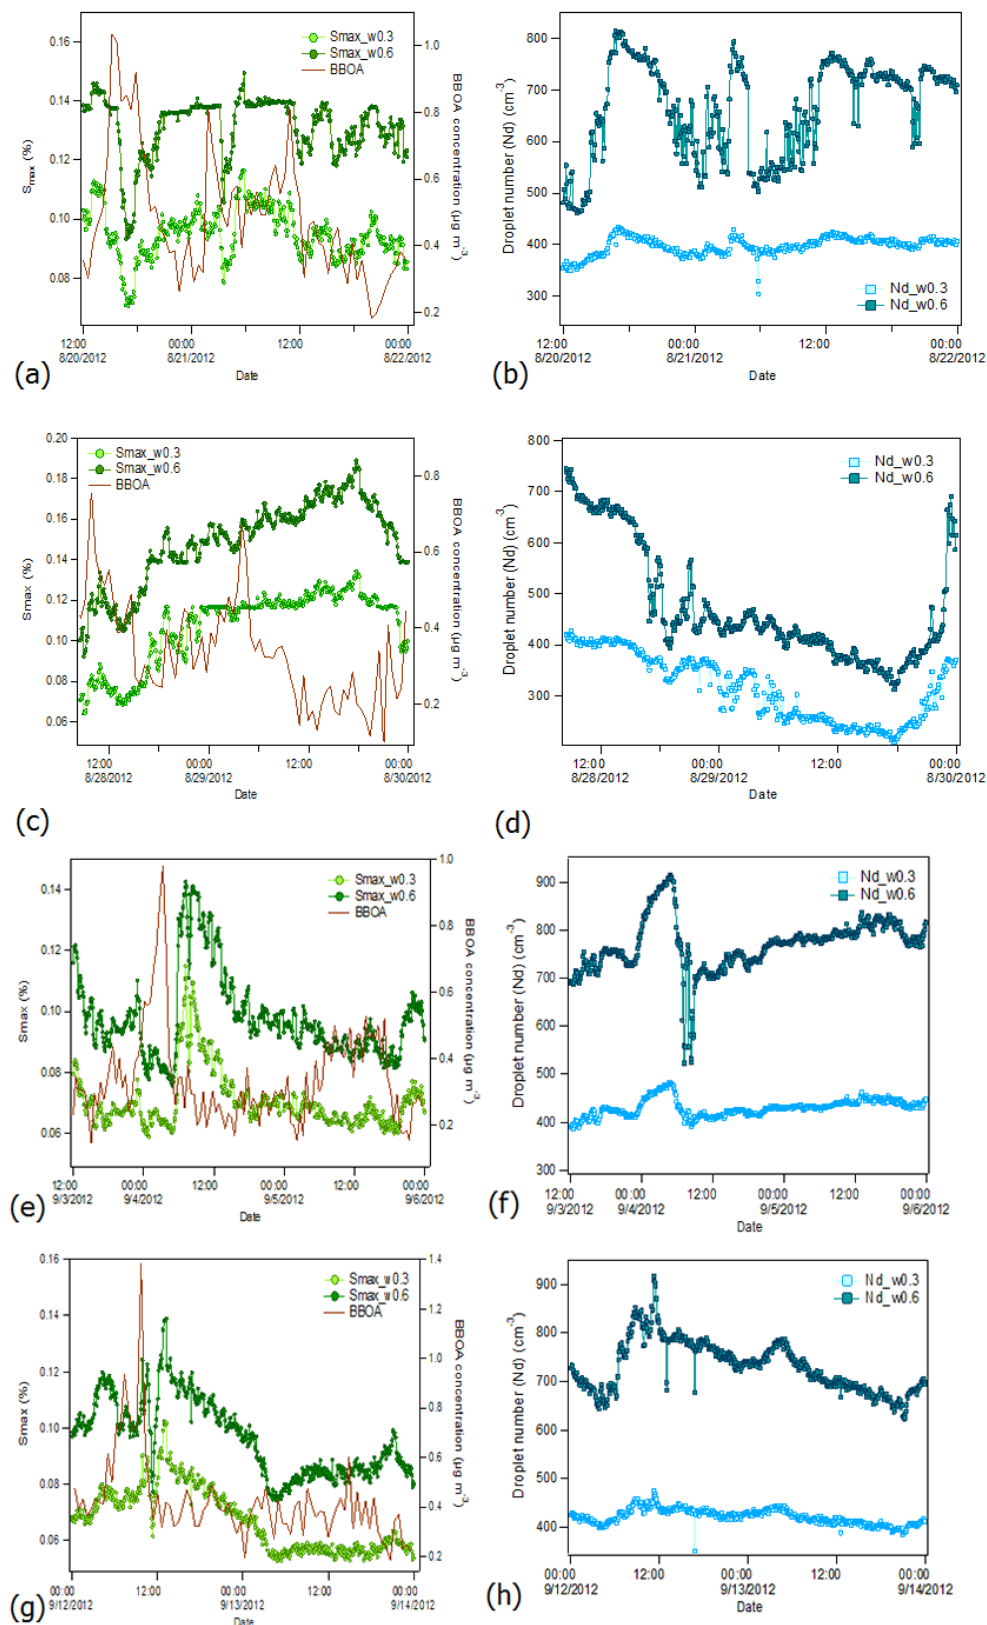 Smax_w0.3
Smax_w0.6
BBOA
0.16
0.14
0.12
0.10
0.08
Smax (%)
1.0
0.8
0.6
0.4
0.2
BBOA concentration (µg m-3)
12:00
8/20/2012
00:00
8/21/2012
12:00
00:00
8/22/2012
Date
(a)
800
700
600
500
400
300
Droplet number (Nd) (cm-3)
Nd_w0.3
Nd_w0.6
12:00
8/20/2012
00:00
8/21/2012
12:00
00:00
8/22/2012
Date
(b)
0.20
0.18
0.16
0.14
0.12
0.10
0.08
0.06
Smax (%)
Smax_w0.3
Smax_w0.6
BBOA
0.8
0.6
0.4
0.2
BBOA concentration (µg m-3)
12:00
8/28/2012
00:00
8/29/2012
12:00
00:00
8/30/2012
Date
(c)
800
700
600
500
400
300
Droplet number (Nd) (cm-3)
Nd_w0.3
Nd_w0.6
12:00
8/28/2012
00:00
8/29/2012
12:00
00:00
8/30/2012
Date
(d)
0.14
0.12
0.10
0.08
0.06
Smax (%)
Smax_w0.3
Smax_w0.6
BBOA
1.0
0.8
0.6
0.4
0.2
BBOA concentration (µg m-3)
12:00
9/3/2012
00:00
9/4/2012
12:00
00:00
9/5/2012
12:00
00:00
9/6/2012
Date
(e)
900
800
700
600
500
400
300
Droplet number (Nd) (cm-3)
Nd_w0.3
Nd_w0.6
12:00
9/3/2012
00:00
9/4/2012
12:00
00:00
9/5/2012
12:00
00:00
9/6/2012
Date
(f)
0.16
0.14
0.12
0.10
0.08
0.06
Smax (%)
Smax_w0.3
Smax_w0.6
BBOA
1.4
1.2
1.0
0.8
0.6
0.4
0.2
BBOA concentration (µg m-3)
00:00
9/12/2012
12:00
00:00
9/13/2012
12:00
00:00
9/14/2012
Date
(g)
900
800
700
600
500
400
Droplet number (Nd) (cm-3)
Nd_w0.3
Nd_w0.6
00:00
9/12/2012
12:00
00:00
9/13/2012
12:00
00:00
9/14/2012
Date
(h)